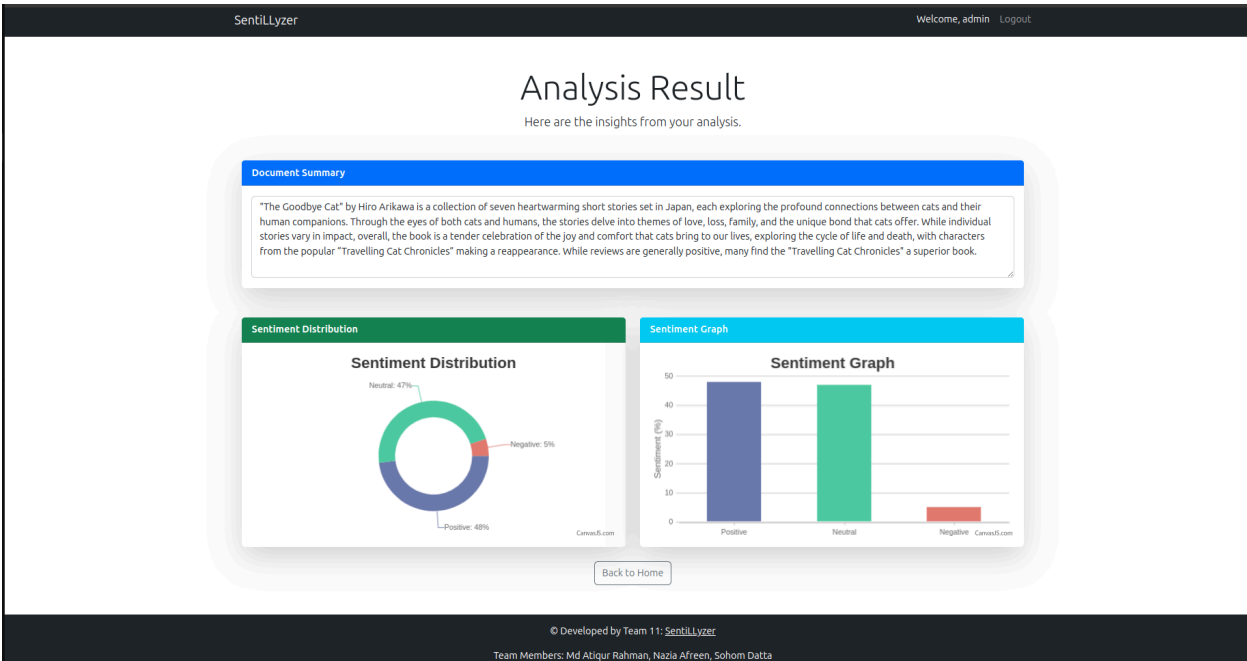 SentiLLyzer
Welcome, admin Logout
Analysis Result
Here are the insights from your analysis.
Document Summary
"The Goodbye Cat" by Hiro Arikawa is a collection of seven heartwarming short stories set in Japan, each exploring the profound connections between cats and their
human companions. Through the eyes of both cats and humans, the stories delve into themes of love, loss, family, and the unique bond that cats offer. While individual
stories vary in impact, overall, the book is a tender celebration of the joy and comfort that cats bring to our lives, exploring the cycle of life and death, with characters
from the popular "Travelling Cat Chronicles" making a reappearance. While reviews are generally positive, many find the "Travelling Cat Chronicles" a superior book.
Sentiment Distribution
Sentiment Distribution
Neutral: 47%
Negative: 5%
Positive: 48%
CanvasJS.com
Sentiment Graph
Sentiment Graph
Sentiment (%)
50
40
30
20
10
0
Positive
Neutral
Negative
CanvasJS.com
Back to Home
© Developed by Team 11: SentiLLyzer
Team Members: Md Atiqur Rahman, Nazia Afreen, Sohom Datta